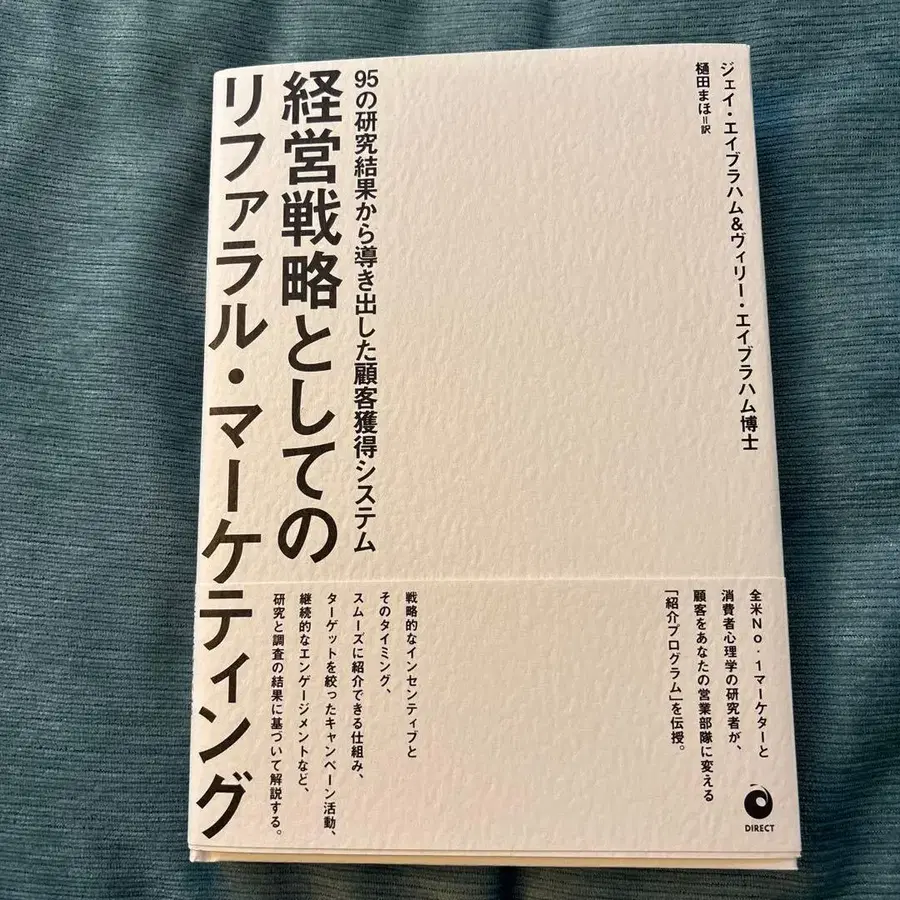 ジェイ・エイブラハム&ヴィリー・エイブラハム博士
樋田まほ=訳
95の研究結果から導き出した顧客獲得システム
経営戦略としての
リファラル・マーケティング
全米No.1マーケターと
消費者心理学の研究者が、
顧客をあなたの営業部隊に変える
「紹介プログラム」を伝授。
戦略的なインセンティブと
そのタイミング、
スムーズに紹介できる仕組み、
ターゲットを絞ったキャンペーン活動、
継続的なエンゲージメントなど、
研究と調査の結果に基づいて解説する。
DIRECT